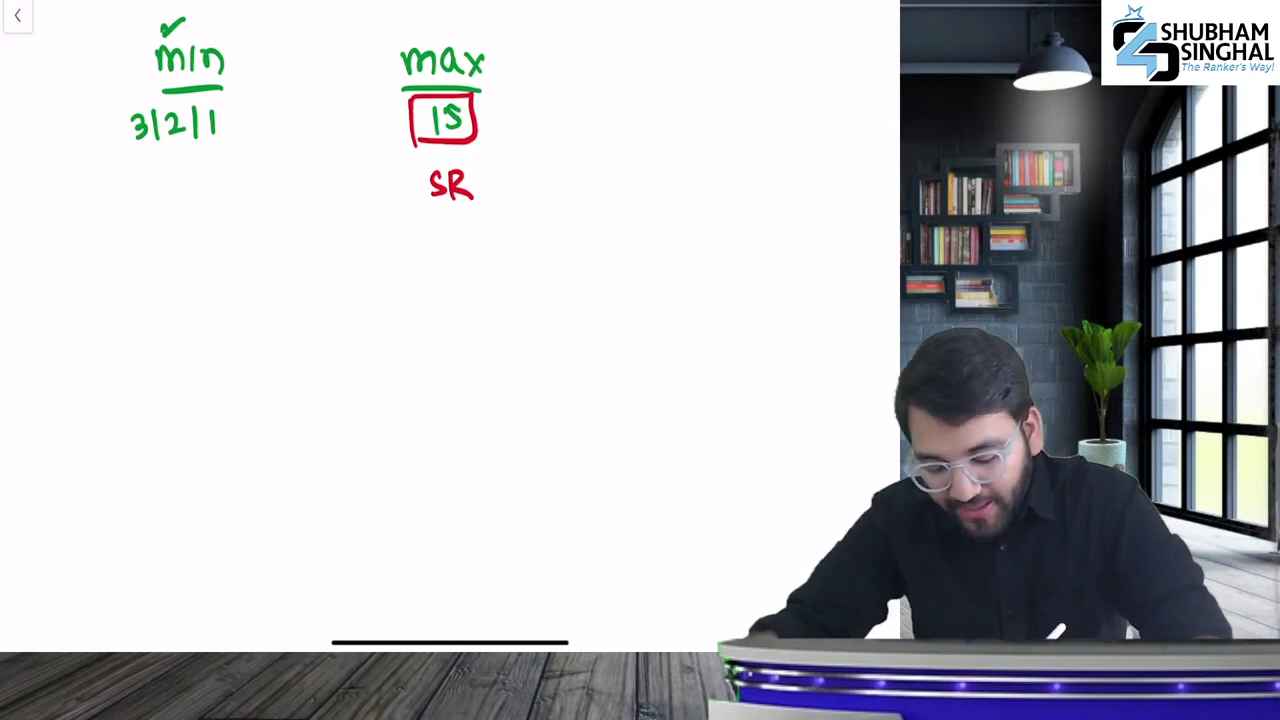 min
max
3/2/1
15
SR
SHUBHAM
SINGHAL
The Ranker's Way!